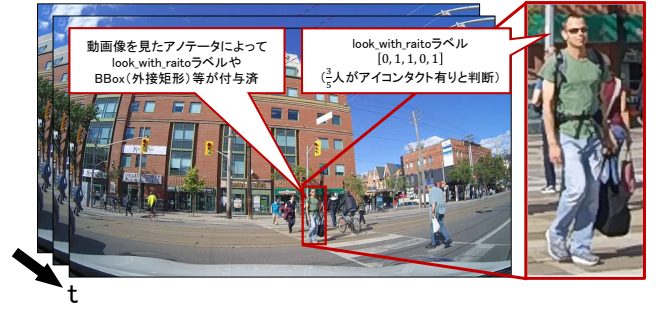 動画像を見たアノテータによって
look_with_raitoラベルや
BBox（外接矩形）等が付与済
look_with_raitoラベル
[0, 1, 1, 0, 1]
（3/5人がアイコンタクト有りと判断）
t